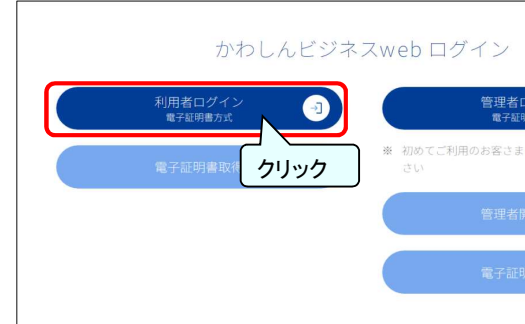 かわしんビジネスweb ログイン
利用者ログイン
電子証明書方式
電子証明書取得
クリック
管理者ロ
電子証明
※ 初めてご利用のお客さま
さい
管理者開
電子証明